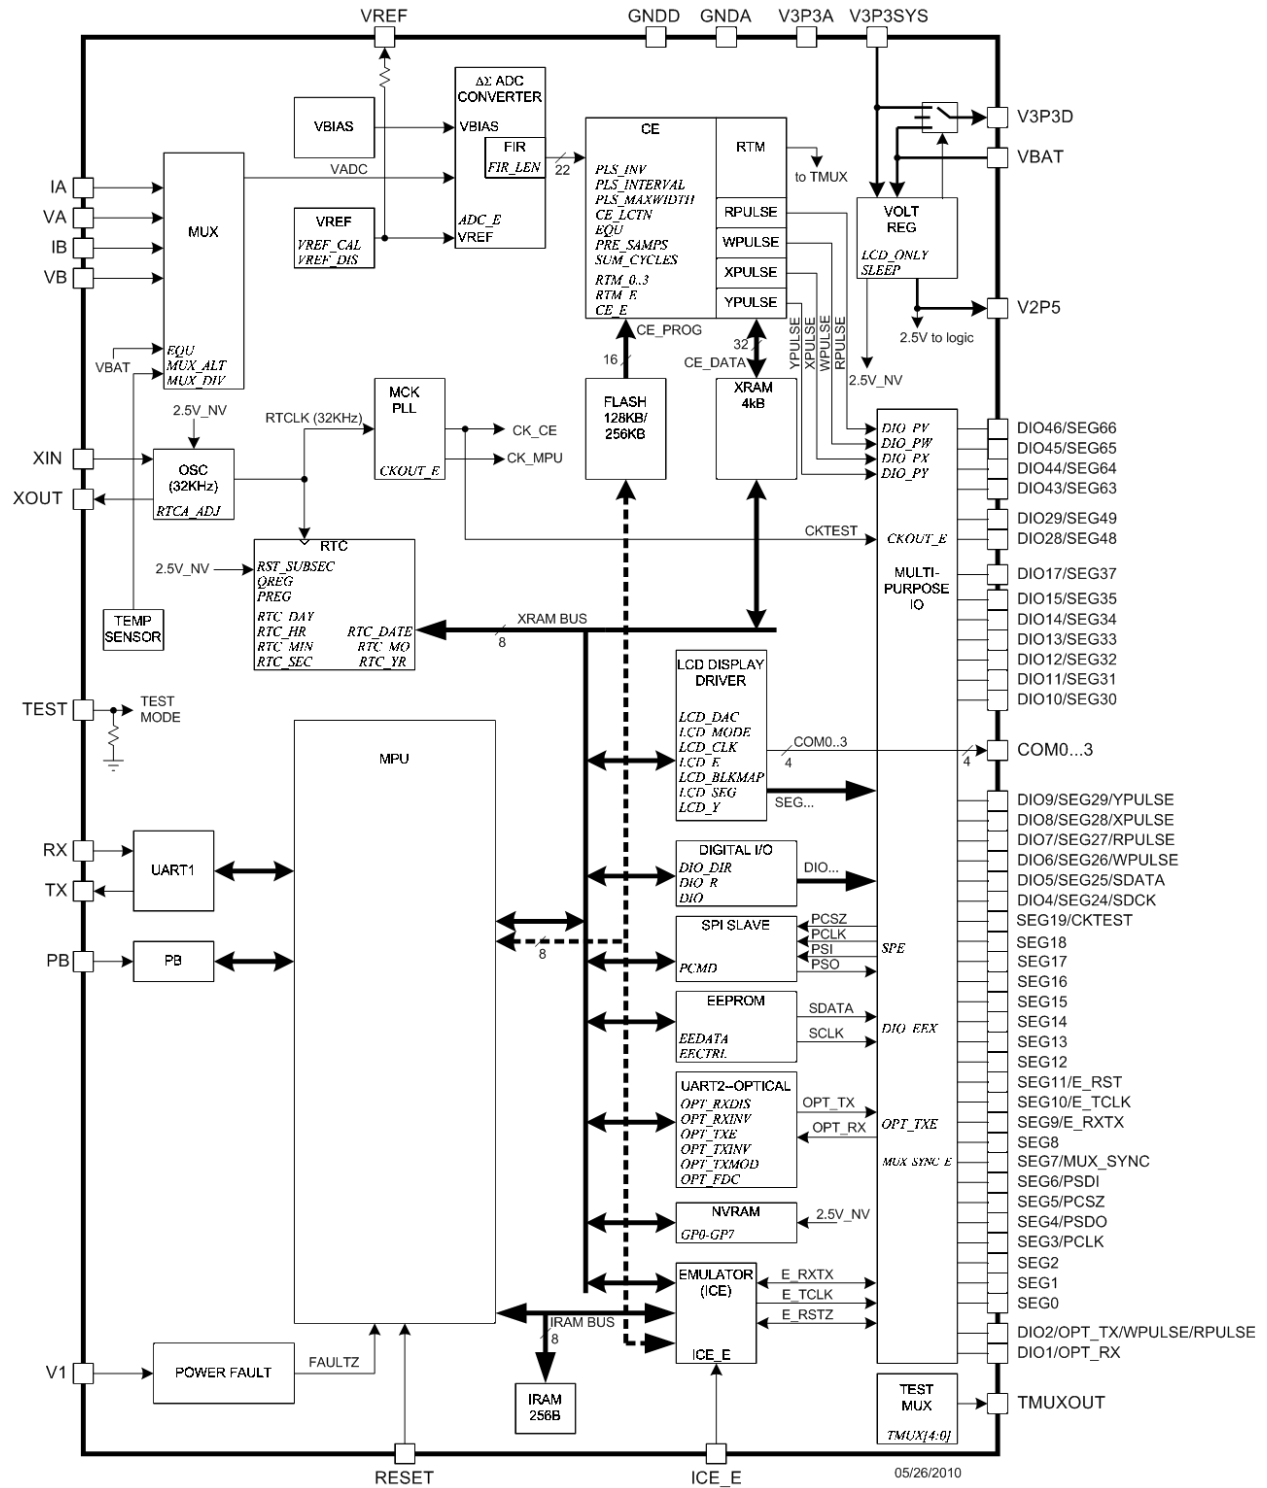 VREF
GNDD
GNDA
V3P3A
V3P3SYS
IA
VA
IB
VB
XIN
XOUT
TEST
RX
TX
PB
V1
RESET
ICE_E
MUX
EQU
MUX_ALT
MUX_DIV
VBAT
VBIAS
VADC
VREF
VREF_CAL
VREF_DIS
ΔΣ ADC
CONVERTER
VBIAS
FIR
FIR_LEN
ADC_E
VREF
22
CE
PLS_INV
PLS_INTERVAL
PLS_MAXWIDTH
CE_LCTN
EQU
PRE_SAMPS
SUM_CYCLES
RTM_0..3
RTM_E
CE_E
RTM
RPULSE
WPULSE
XPULSE
YPULSE
to TMUX
YPULSE
XPULSE
WPULSE
RPULSE
VOLT
REG
LCD_ONLY
SLEEP
2.5V to logic
2.5V_NV
CE_PROG
16
32
CE_DATA
FLASH
128KB/
256KB
XRAM
4kB
MCK
PLL
CKOUT_E
RTCLK (32KHz)
CK_CE
CK_MPU
2.5V_NV
OSC
(32KHz)
RTCA_ADJ
CKTEST
2.5V_NV
RTC
RST_SUBSEC
QREG
PREG
RTC_DAY
RTC_HR
RTC_MIN
RTC_SEC
RTC_DATE
RTC_MO
RTC_YR
TEMP
SENSOR
XRAM BUS
8
TEST
MODE
MPU
UART1
PB
8
LCD DISPLAY
DRIVER
LCD_DAC
LCD_MODE
LCD_CLK
LCD_E
LCD_BLKMAP
LCD_SEG
LCD_Y
COM0..3
4
4
SEG...
DIGITAL I/O
DIO_DIR
DIO_R
DIO
DIO...
SPI SLAVE
PCMD
PCSZ
PCLK
PSI
PSO
EEPROM
EEDATA
EECTRL
SDATA
SCLK
UART2--OPTICAL
OPT_RXDIS
OPT_RXINV
OPT_TXE
OPT_TXINV
OPT_TXMOD
OPT_FDC
OPT_TX
OPT_RX
NVRAM
GP0-GP7
2.5V_NV
EMULATOR
(ICE)
ICE_E
E_RXTX
E_TCLK
E_RSTZ
IRAM BUS
8
IRAM
256B
POWER FAULT
FAULTZ
DIO_PV
DIO_PW
DIO_PX
DIO_PY
CKOUT_E
MULTI-
PURPOSE
IO
SPE
DIO_EEX
OPT_TXE
MUX_SYNC_E
TEST
MUX
TMUX[4:0]
V3P3D
VBAT
V2P5
DIO46/SEG66
DIO45/SEG65
DIO44/SEG64
DIO43/SEG63
DIO29/SEG49
DIO28/SEG48
DIO17/SEG37
DIO15/SEG35
DIO14/SEG34
DIO13/SEG33
DIO12/SEG32
DIO11/SEG31
DIO10/SEG30
COM0...3
DIO9/SEG29/YPULSE
DIO8/SEG28/XPULSE
DIO7/SEG27/RPULSE
DIO6/SEG26/WPULSE
DIO5/SEG25/SDATA
DIO4/SEG24/SDCK
SEG19/CKTEST
SEG18
SEG17
SEG16
SEG15
SEG14
SEG13
SEG12
SEG11/E_RST
SEG10/E_TCLK
SEG9/E_RXTX
SEG8
SEG7/MUX_SYNC
SEG6/PSDI
SEG5/PCSZ
SEG4/PSDO
SEG3/PCLK
SEG2
SEG1
SEG0
DIO2/OPT_TX/WPULSE/RPULSE
DIO1/OPT_RX
TMUXOUT
05/26/2010